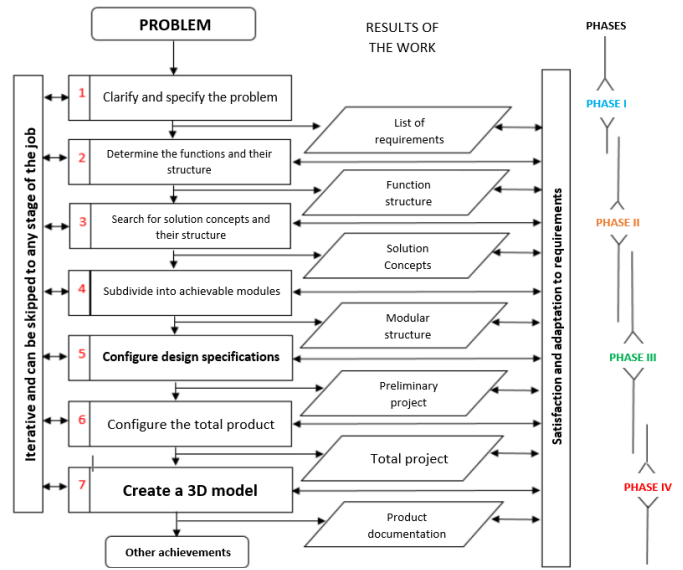 PROBLEM
RESULTS OF
THE WORK
PHASES
Iterative and can be skipped to any stage of the job
1
Clarify and specify the problem
List of
requirements
2
Determine the functions and their
structure
Function
structure
3
Search for solution concepts and
their structure
Solution
Concepts
4
Subdivide into achievable modules
Modular
structure
5
Configure design specifications
Preliminary
project
6
Configure the total product
Total project
7
Create a 3D model
Product
documentation
Other achievements
Satisfaction and adaptation to requirements
PHASE I
PHASE II
PHASE III
PHASE IV